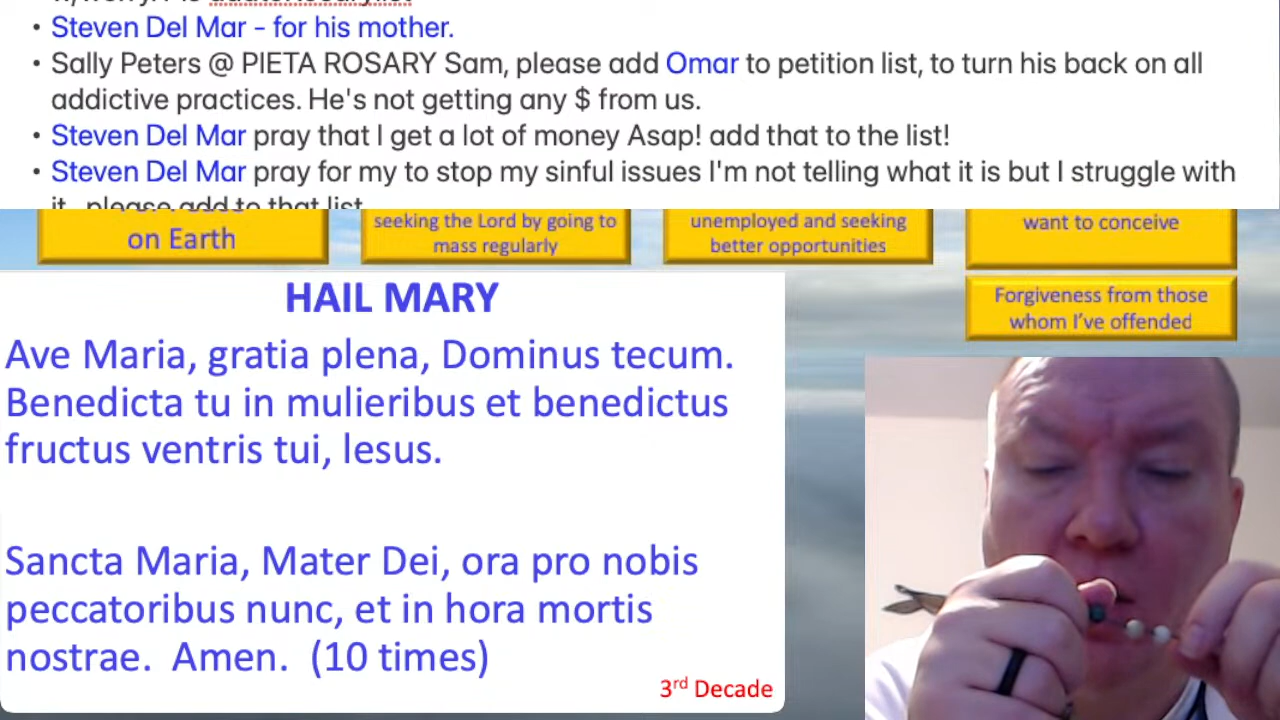 • Steven Del Mar – for his mother.
• Sally Peters @ PIETA ROSARY Sam, please add Omar to petition list, to turn his back on all
addictive practices. He's not getting any $ from us.
• Steven Del Mar pray that I get a lot of money Asap! add that to the list!
• Steven Del Mar pray for my to stop my sinful issues I'm not telling what it is but I struggle with
it please add to that list
on Earth
seeking the Lord by going to
mass regularly
unemployed and seeking
better opportunities
want to conceive
Forgiveness from those
whom I've offended
HAIL MARY
Ave Maria, gratia plena, Dominus tecum.
Benedicta tu in mulieribus et benedictus
fructus ventris tui, Iesus.
Sancta Maria, Mater Dei, ora pro nobis
peccatoribus nunc, et in hora mortis
nostrae. Amen. (10 times)
3rd Decade